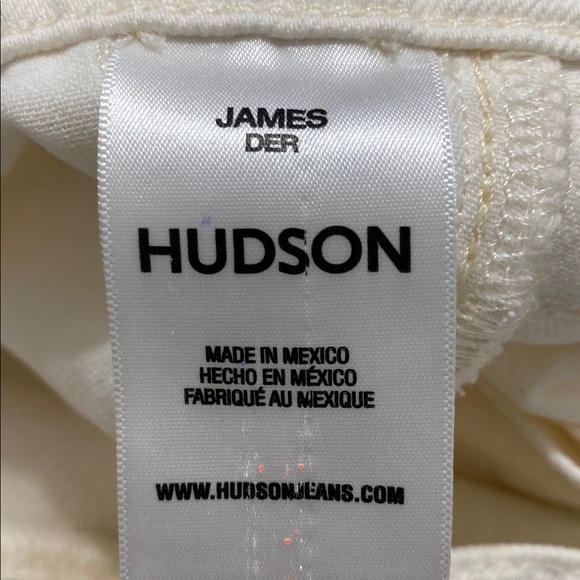 JAMES
DER
HUDSON
MADE IN MEXICO
HECHO EN MÉXICO
FABRIQUÉ AU MEXIQUE
WWW.HUDSONJEANS.COM